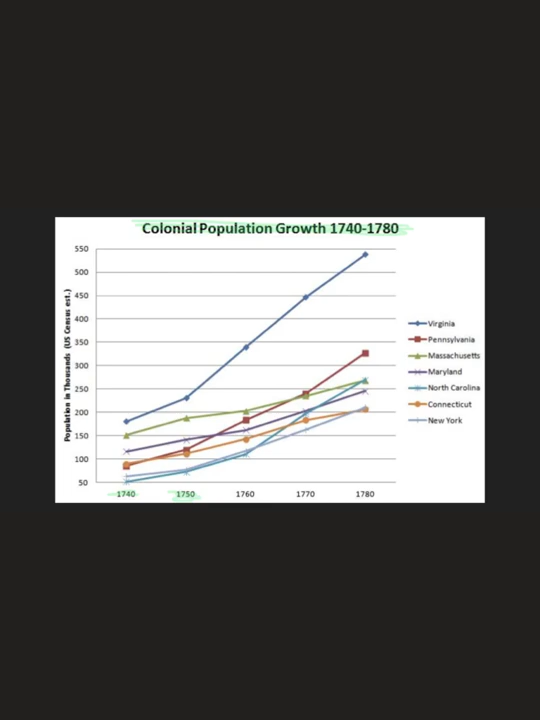 Colonial Population Growth 1740-1780
Population in Thousands (US Census est.)
550
500
450
400
350
300
250
200
150
100
50
1740 1750 1760 1770 1780
Virginia
Pennsylvania
Massachusetts
Maryland
North Carolina
Connecticut
New York